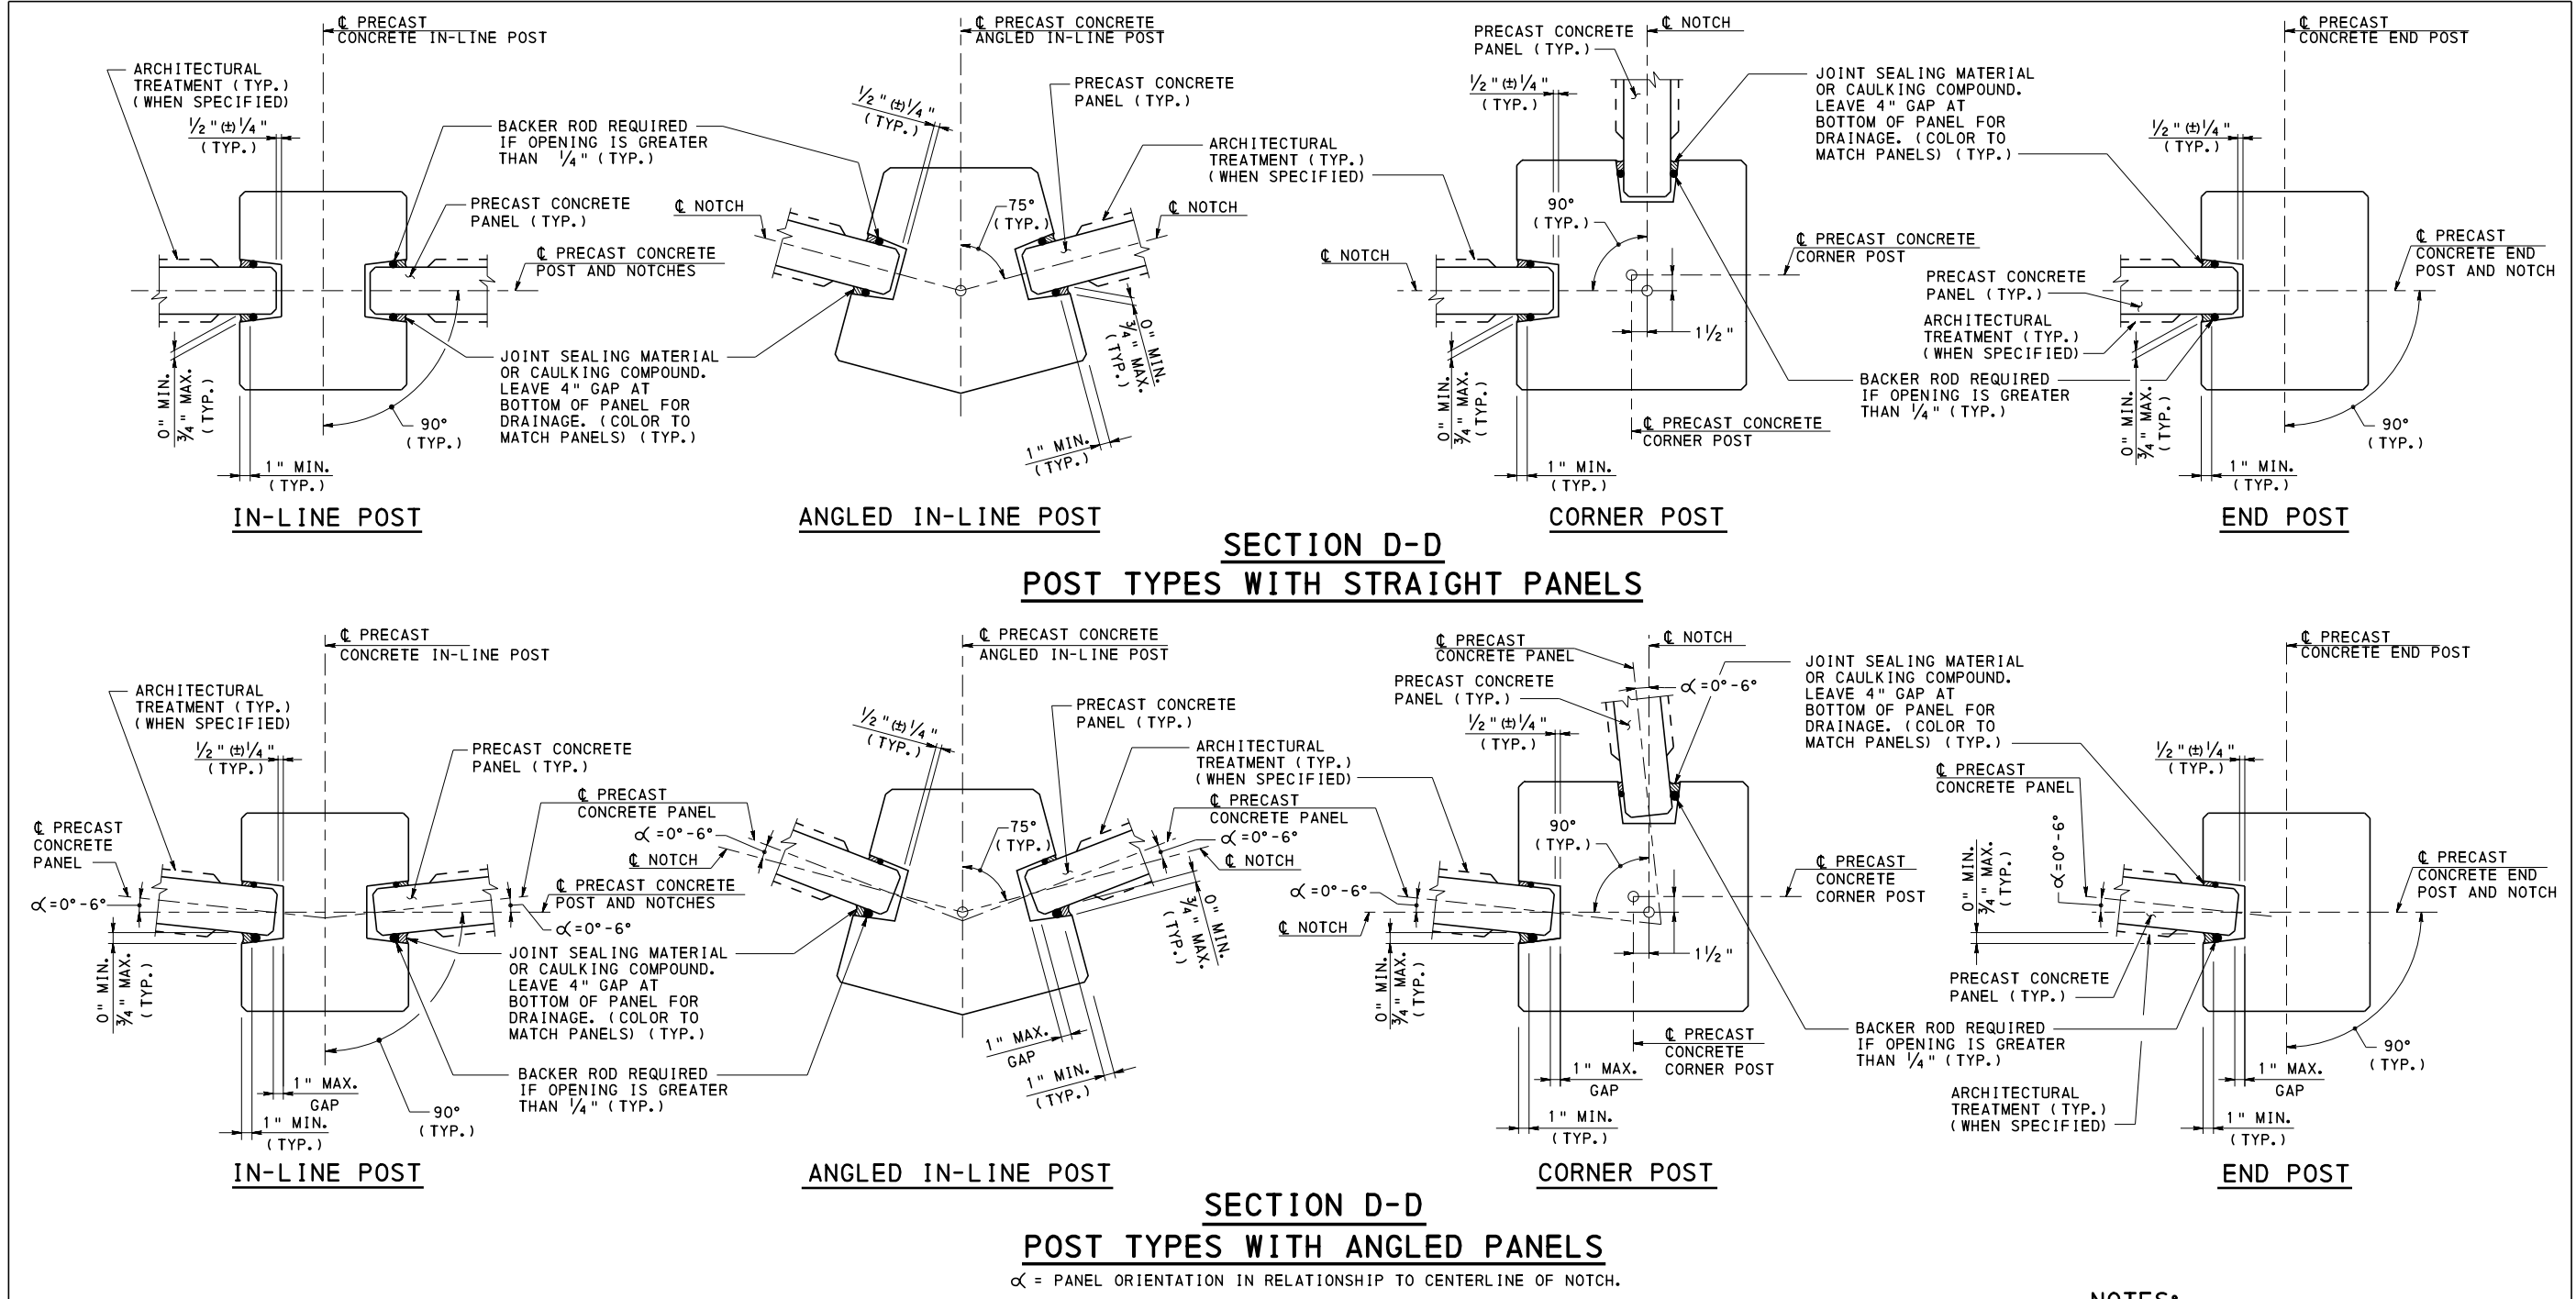 ℄ PRECAST
CONCRETE IN-LINE POST
ARCHITECTURAL
TREATMENT (TYP.)
(WHEN SPECIFIED)
1/2"(±)1/4"
(TYP.)
BACKER ROD REQUIRED
IF OPENING IS GREATER
THAN 1/4" (TYP.)
PRECAST CONCRETE
PANEL (TYP.)
℄ PRECAST CONCRETE
POST AND NOTCHES
JOINT SEALING MATERIAL
OR CAULKING COMPOUND.
LEAVE 4" GAP AT
BOTTOM OF PANEL FOR
DRAINAGE. (COLOR TO
MATCH PANELS) (TYP.)
0" MIN.
3/4" MAX.
(TYP.)
90°
(TYP.)
1" MIN.
(TYP.)
IN-LINE POST
℄ PRECAST CONCRETE
ANGLED IN-LINE POST
1/2"(±)1/4"
(TYP.)
PRECAST CONCRETE
PANEL (TYP.)
℄ NOTCH
75°
(TYP.)
ARCHITECTURAL
TREATMENT (TYP.)
(WHEN SPECIFIED)
℄ NOTCH
0" MIN.
3/4" MAX.
(TYP.)
1" MIN.
(TYP.)
ANGLED IN-LINE POST
PRECAST CONCRETE
PANEL (TYP.)
℄ NOTCH
1/2"(±)1/4"
(TYP.)
JOINT SEALING MATERIAL
OR CAULKING COMPOUND.
LEAVE 4" GAP AT
BOTTOM OF PANEL FOR
DRAINAGE. (COLOR TO
MATCH PANELS) (TYP.)
90°
(TYP.)
℄ NOTCH
℄ PRECAST CONCRETE
CORNER POST
1 1/2"
0" MIN.
3/4" MAX.
(TYP.)
℄ PRECAST CONCRETE
CORNER POST
1" MIN.
(TYP.)
CORNER POST
℄ PRECAST
CONCRETE END POST
1/2"(±)1/4"
(TYP.)
℄ PRECAST
CONCRETE END
POST AND NOTCH
PRECAST CONCRETE
PANEL (TYP.)
ARCHITECTURAL
TREATMENT (TYP.)
(WHEN SPECIFIED)
BACKER ROD REQUIRED
IF OPENING IS GREATER
THAN 1/4" (TYP.)
0" MIN.
3/4" MAX.
(TYP.)
90°
(TYP.)
1" MIN.
(TYP.)
END POST
SECTION D-D
POST TYPES WITH STRAIGHT PANELS
℄ PRECAST
CONCRETE IN-LINE POST
ARCHITECTURAL
TREATMENT (TYP.)
(WHEN SPECIFIED)
1/2"(±)1/4"
(TYP.)
PRECAST CONCRETE
PANEL (TYP.)
℄ PRECAST
CONCRETE
PANEL
∝=0°-6°
℄ PRECAST
CONCRETE PANEL
℄ PRECAST CONCRETE
POST AND NOTCHES
∝=0°-6°
JOINT SEALING MATERIAL
OR CAULKING COMPOUND.
LEAVE 4" GAP AT
BOTTOM OF PANEL FOR
DRAINAGE. (COLOR TO
MATCH PANELS) (TYP.)
BACKER ROD REQUIRED
IF OPENING IS GREATER
THAN 1/4" (TYP.)
0" MIN.
3/4" MAX.
(TYP.)
1" MAX.
GAP
1" MIN.
(TYP.)
90°
(TYP.)
IN-LINE POST
℄ PRECAST CONCRETE
ANGLED IN-LINE POST
1/2"(±)1/4"
(TYP.)
PRECAST CONCRETE
PANEL (TYP.)
ARCHITECTURAL
TREATMENT (TYP.)
(WHEN SPECIFIED)
∝=0°-6°
℄ NOTCH
75°
(TYP.)
℄ PRECAST
CONCRETE PANEL
∝=0°-6°
℄ NOTCH
0" MIN.
3/4" MAX.
(TYP.)
1" MAX.
GAP
1" MIN.
(TYP.)
ANGLED IN-LINE POST
℄ PRECAST
CONCRETE PANEL
℄ NOTCH
PRECAST CONCRETE
PANEL (TYP.)
∝=0°-6°
1/2"(±)1/4"
(TYP.)
JOINT SEALING MATERIAL
OR CAULKING COMPOUND.
LEAVE 4" GAP AT
BOTTOM OF PANEL FOR
DRAINAGE. (COLOR TO
MATCH PANELS) (TYP.)
90°
(TYP.)
∝=0°-6°
℄ NOTCH
℄ PRECAST
CONCRETE
CORNER POST
1 1/2"
0" MIN.
3/4" MAX.
(TYP.)
℄ PRECAST
CONCRETE
CORNER POST
1" MAX.
GAP
1" MIN.
(TYP.)
CORNER POST
℄ PRECAST
CONCRETE END POST
1/2"(±)1/4"
(TYP.)
℄ PRECAST
CONCRETE PANEL
∝=0°-6°
0" MIN.
3/4" MAX.
(TYP.)
℄ PRECAST
CONCRETE END
POST AND NOTCH
PRECAST CONCRETE
PANEL (TYP.)
BACKER ROD REQUIRED
IF OPENING IS GREATER
THAN 1/4" (TYP.)
ARCHITECTURAL
TREATMENT (TYP.)
(WHEN SPECIFIED)
90°
(TYP.)
1" MAX.
GAP
1" MIN.
(TYP.)
END POST
SECTION D-D
POST TYPES WITH ANGLED PANELS
∝ = PANEL ORIENTATION IN RELATIONSHIP TO CENTERLINE OF NOTCH.
NOTES: